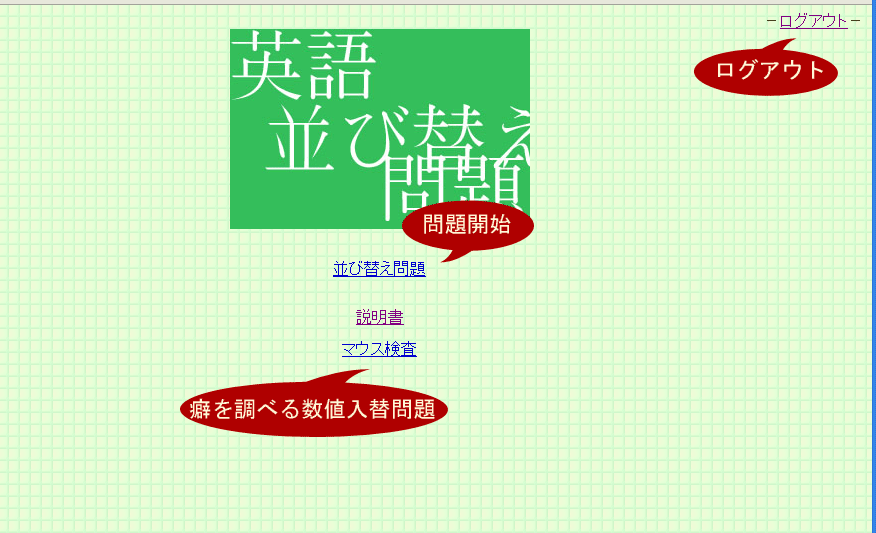 －ログアウト－
ログアウト
英語
並び替え
問題
問題開始
並び替え問題
説明書
マウス検査
癖を調べる数値入替問題